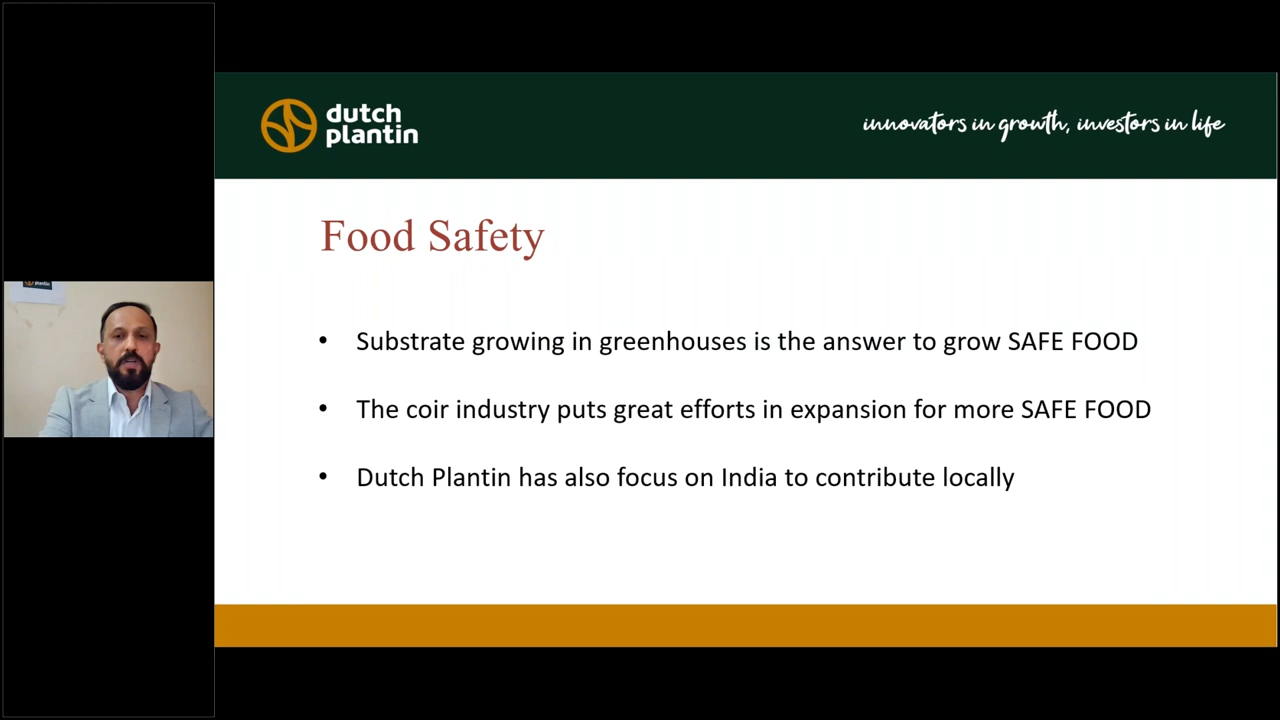 dutch
plantin
innovators in growth, investors in life
Food Safety
• Substrate growing in greenhouses is the answer to grow SAFE FOOD
• The coir industry puts great efforts in expansion for more SAFE FOOD
• Dutch Plantin has also focus on India to contribute locally
plantin